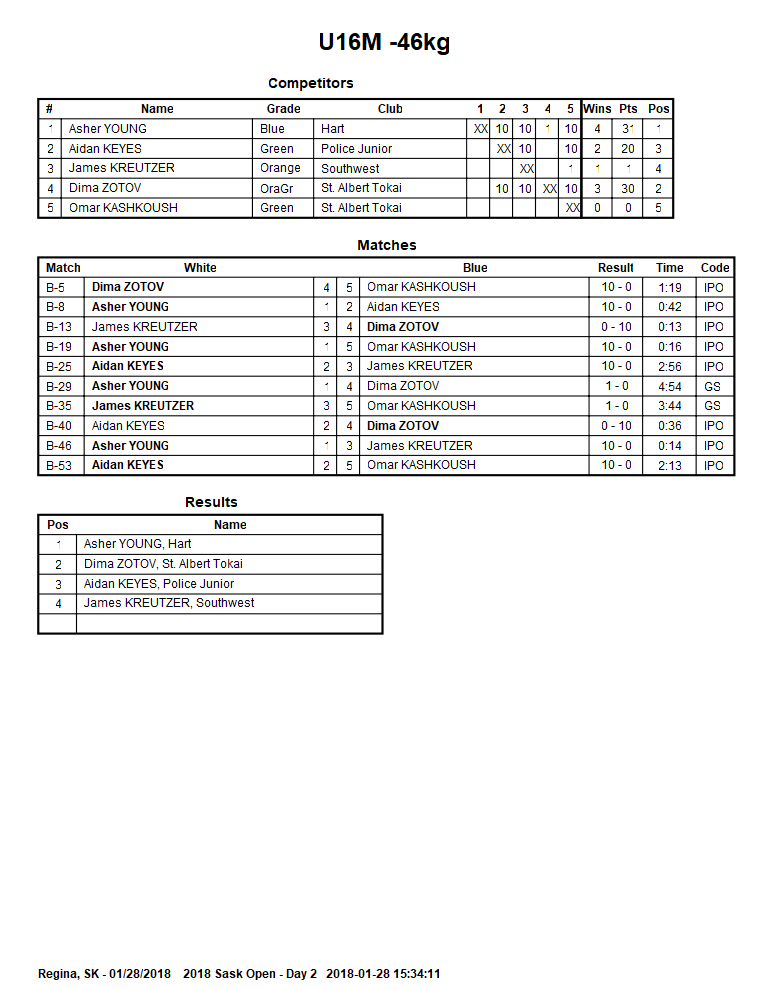 U16M -46kg
Competitors
# Name Grade Club 1 2 3 4 5 Wins Pts Pos
1 Asher YOUNG Blue Hart XX 10 10 1 10 4 31 1
2 Aidan KEYES Green Police Junior XX 10 10 2 20 3
3 James KREUTZER Orange Southwest XX 1 1 1 4
4 Dima ZOTOV OraGr St. Albert Tokai 10 10 XX 10 3 30 2
5 Omar KASHKOUSH Green St. Albert Tokai XX 0 0 5
Matches
Match White Blue Result Time Code
B-5 Dima ZOTOV 4 5 Omar KASHKOUSH 10 - 0 1:19 IPO
B-8 Asher YOUNG 1 2 Aidan KEYES 10 - 0 0:42 IPO
B-13 James KREUTZER 3 4 Dima ZOTOV 0 - 10 0:13 IPO
B-19 Asher YOUNG 1 5 Omar KASHKOUSH 10 - 0 0:16 IPO
B-25 Aidan KEYES 2 3 James KREUTZER 10 - 0 2:56 IPO
B-29 Asher YOUNG 1 4 Dima ZOTOV 1 - 0 4:54 GS
B-35 James KREUTZER 3 5 Omar KASHKOUSH 1 - 0 3:44 GS
B-40 Aidan KEYES 2 4 Dima ZOTOV 0 - 10 0:36 IPO
B-46 Asher YOUNG 1 3 James KREUTZER 10 - 0 0:14 IPO
B-53 Aidan KEYES 2 5 Omar KASHKOUSH 10 - 0 2:13 IPO
Results
Pos Name
1 Asher YOUNG, Hart
2 Dima ZOTOV, St. Albert Tokai
3 Aidan KEYES, Police Junior
4 James KREUTZER, Southwest
Regina, SK - 01/28/2018 2018 Sask Open - Day 2 2018-01-28 15:34:11